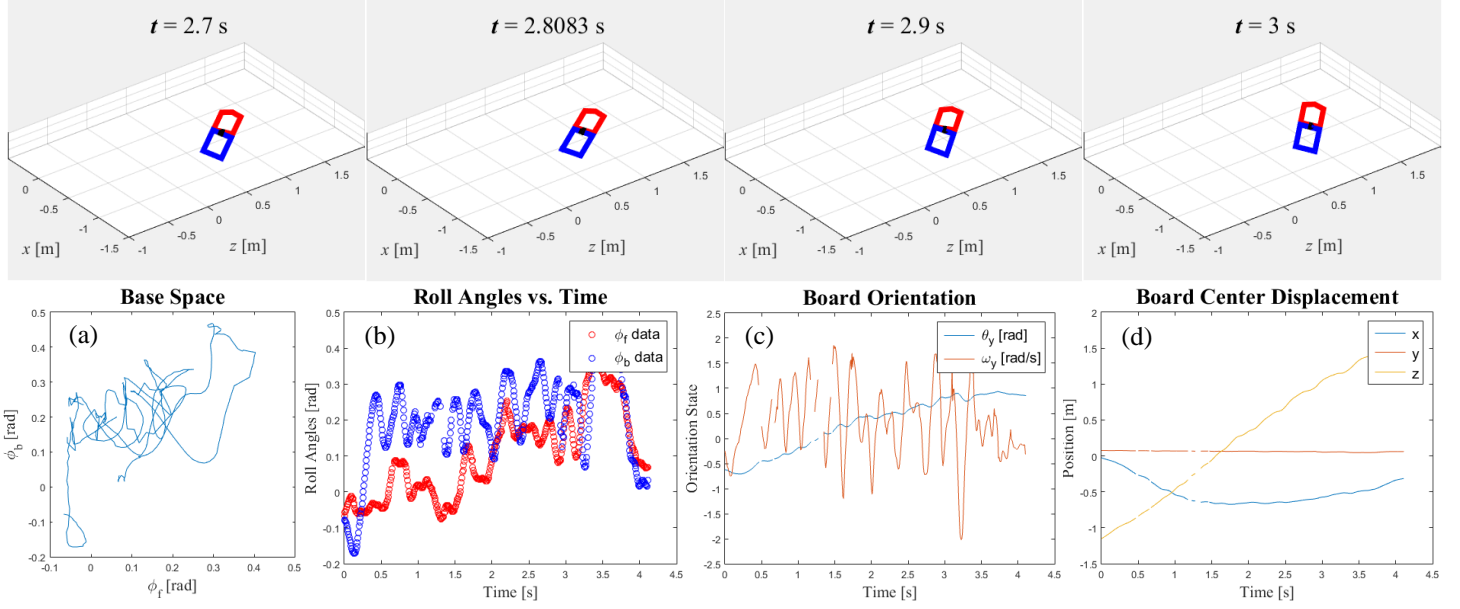 t = 2.7 s
t = 2.8083 s
t = 2.9 s
t = 3 s
0
-0.5
-1
-1.5
x [m]
-1
-0.5
0
0.5
1
1.5
z [m]
0
-0.5
-1
-1.5
x [m]
-1
-0.5
0
0.5
1
1.5
z [m]
0
-0.5
-1
-1.5
x [m]
-1
-0.5
0
0.5
1
1.5
z [m]
0
-0.5
-1
-1.5
x [m]
-1
-0.5
0
0.5
1
1.5
z [m]
Base Space
(a)
0.5
0.4
0.3
0.2
0.1
0
-0.1
-0.2
ϕb [rad]
-0.1 0 0.1 0.2 0.3 0.4 0.5
ϕf [rad]
Roll Angles vs. Time
(b)
ϕf data
ϕb data
0.5
0.4
0.3
0.2
0.1
0
-0.1
-0.2
Roll Angles [rad]
0 0.5 1 1.5 2 2.5 3 3.5 4 4.5
Time [s]
Board Orientation
(c)
θy [rad]
ωy [rad/s]
2.5
2
1.5
1
0.5
0
-0.5
-1
-1.5
-2
-2.5
Orientation State
0 0.5 1 1.5 2 2.5 3 3.5 4 4.5
Time [s]
Board Center Displacement
(d)
x
y
z
2
1.5
1
0.5
0
-0.5
-1
-1.5
Position [m]
0 0.5 1 1.5 2 2.5 3 3.5 4 4.5
Time [s]